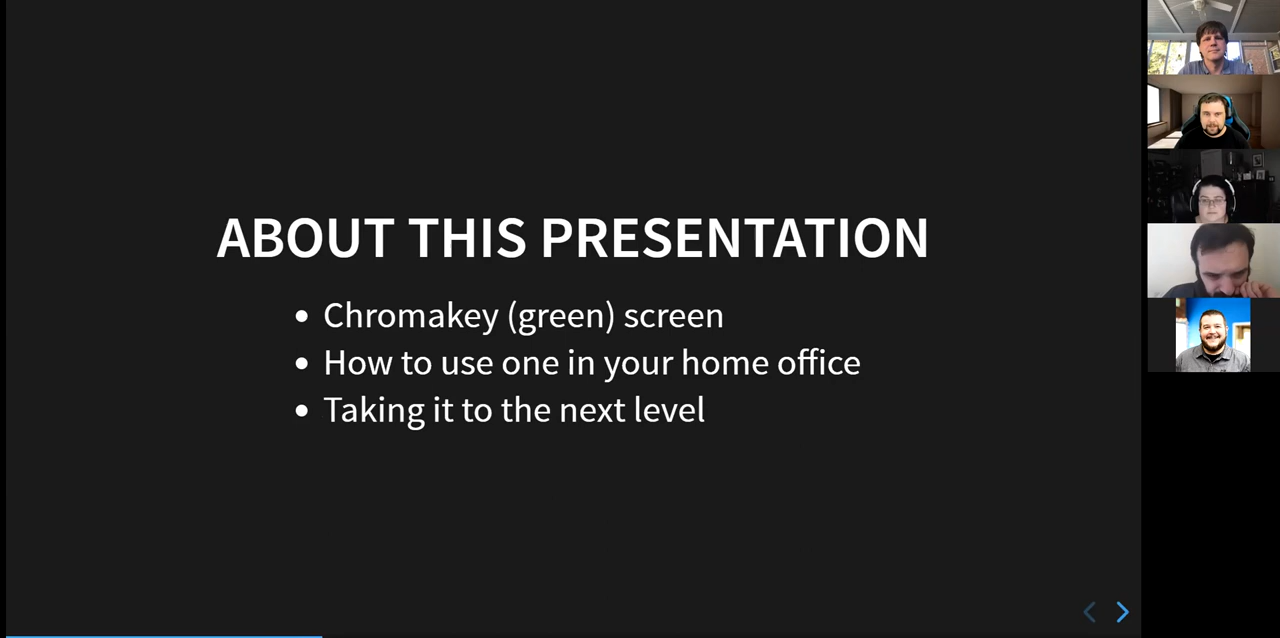 ABOUT THIS PRESENTATION
• Chromakey (green) screen
• How to use one in your home office
• Taking it to the next level